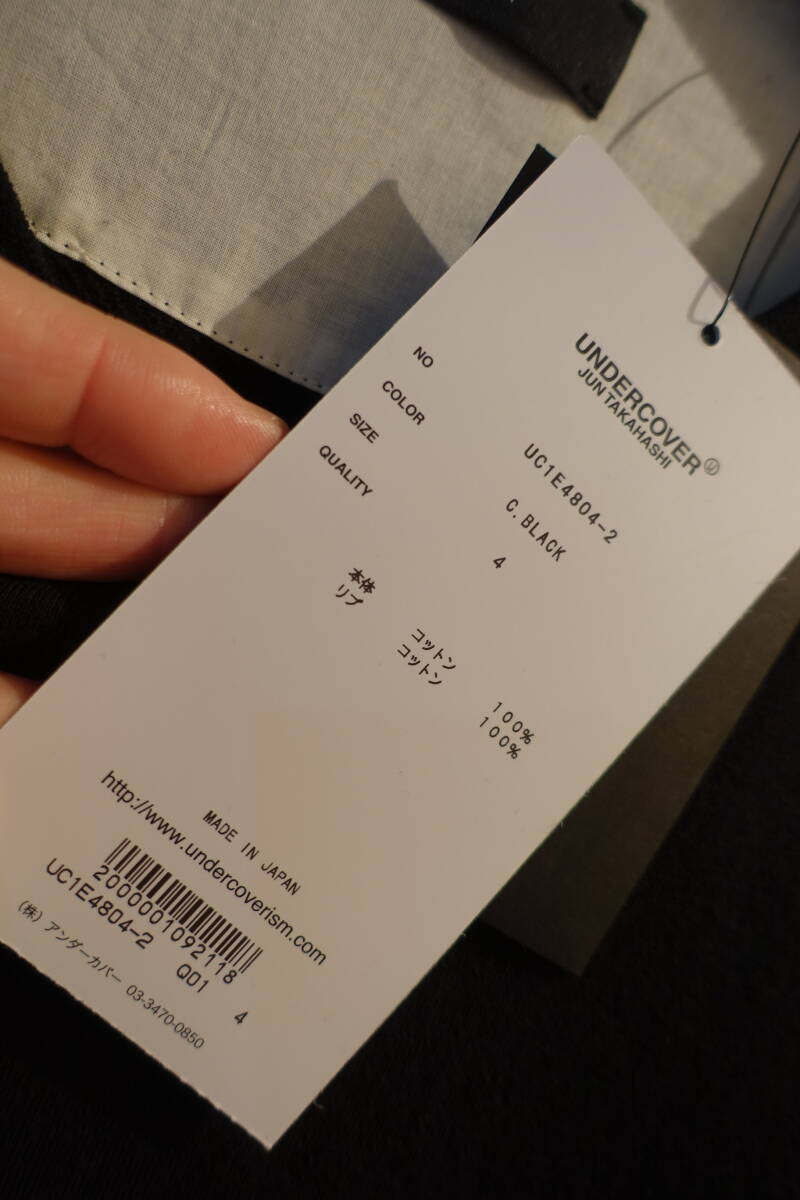 UNDERCOVER
JUN TAKAHASHI
NO UC1E4804-2
COLOR C.BLACK
SIZE 4
QUALITY
本体 コットン 100%
リブ コットン 100%
MADE IN JAPAN
http://www.undercoverism.com
2000001092118
UC1E4804-2 Q01 4
(株) アンダーカバー 03-3470-0850